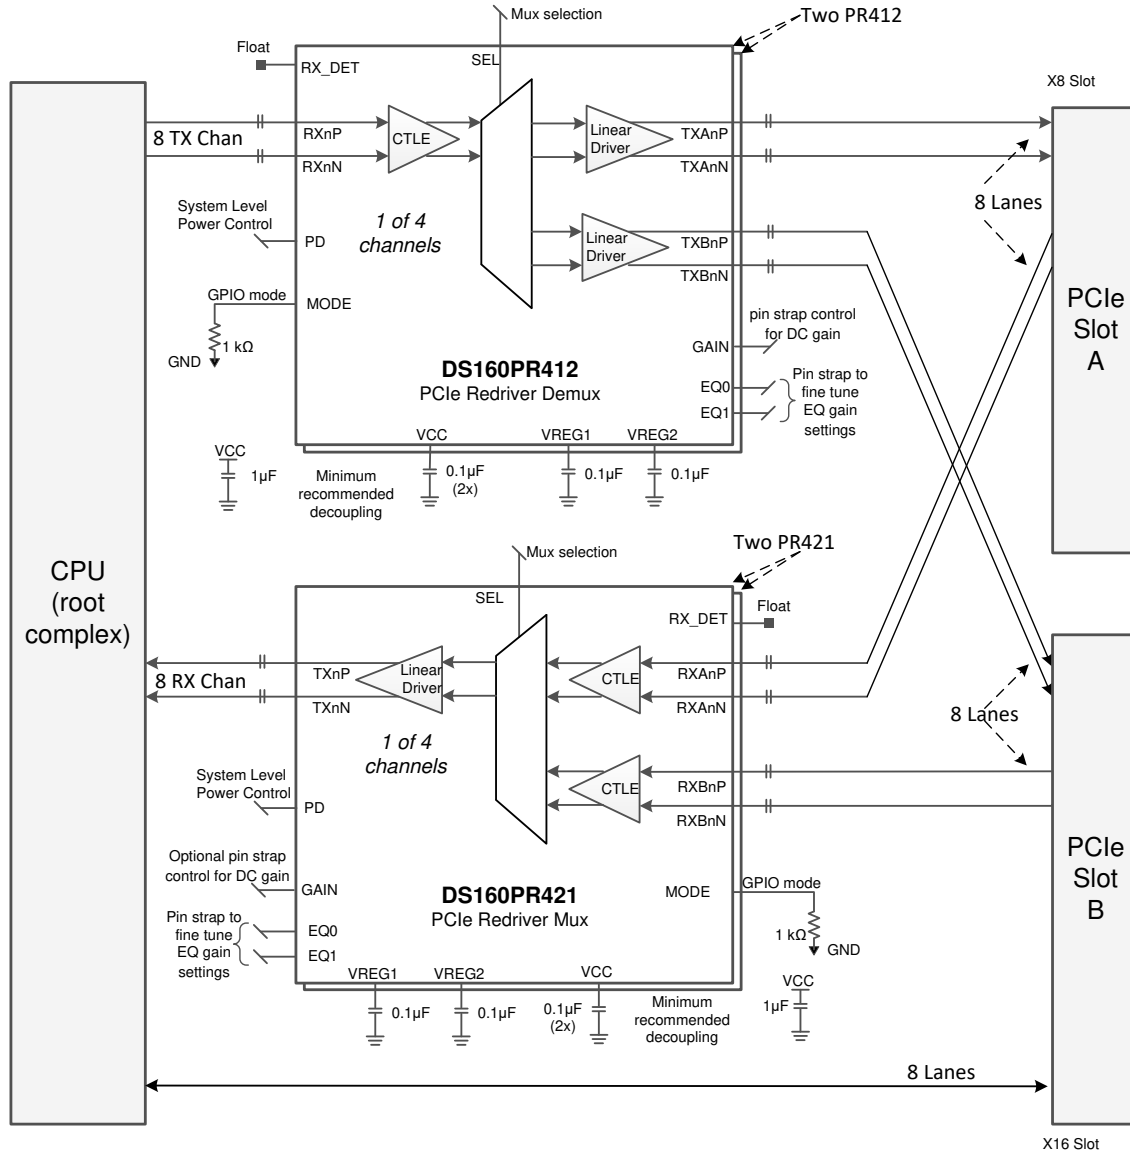 Mux selection
Two PR412
Float
RX_DET
SEL
X8 Slot
8 TX Chan
RXnP
RXnN
CTLE
Linear
Driver
TXAnP
TXAnN
8 Lanes
System Level
Power Control
PD
1 of 4
channels
Linear
Driver
TXBnP
TXBnN
GPIO mode
MODE
1 kΩ
GND
pin strap control
for DC gain
GAIN
PCIe
Slot
A
DS160PR412
PCIe Redriver Demux
EQ0
EQ1
Pin strap to
fine tune
EQ gain
settings
VCC
VREG1
VREG2
VCC
1µF
Minimum
recommended
decoupling
0.1µF
(2x)
0.1µF
0.1µF
CPU
(root
complex)
Mux selection
Two PR421
SEL
RX_DET
Float
8 RX Chan
TXnP
TXnN
Linear
Driver
CTLE
RXAnP
RXAnN
8 Lanes
1 of 4
channels
System Level
Power Control
PD
CTLE
RXBnP
RXBnN
Optional pin strap
control for DC gain
GAIN
DS160PR421
PCIe Redriver Mux
MODE
GPIO mode
1 kΩ
GND
PCIe
Slot
B
Pin strap to
fine tune
EQ gain
settings
EQ0
EQ1
VREG1
VREG2
VCC
0.1µF
0.1µF
0.1µF
(2x)
Minimum
recommended
decoupling
VCC
1µF
8 Lanes
X16 Slot